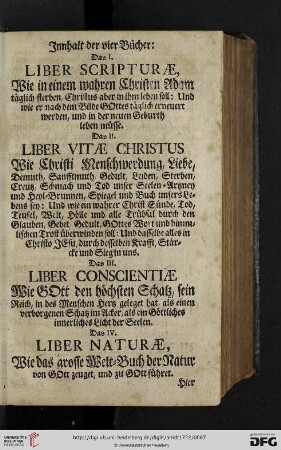 Innhalt der vier Bücher:
Das I.
LIBER SCRIPTURÆ,
Wie in einem wahren Christen Adam
täglich sterben, Christus aber in ihm leben soll: Und
wie er nach dem Bilde GOttes täglich erneuert
werden, und in der neuen Geburth
leben müsse.
Das II.
LIBER VITÆ CHRISTUS
Wie Christi Menschwerdung, Liebe,
Demuth, Sanfftmuth, Gedult, Leiden, Sterben,
Creutz, Schmach und Tod unser Seelen-Artzney
und Heyl-Brunnen, Spiegel und Buch unsers Le-
bens sey: Und wie ein wahrer Christ Sünde, Tod,
Teufel, Welt, Hölle und alle Trübsal durch den
Glauben, Gebet, Gedult, GOttes Wort und himm-
lischen Trost überwinden soll: Und dasselbe alles in
Christo JEsu, durch desselben Krafft, Stär-
cke und Sieg in uns.
Das III.
LIBER CONSCIENTIÆ
Wie GOtt den höchsten Schatz, sein
Reich, in des Menschen Hertz geleget hat, als einen
verborgenen Schatz im Acker, als ein Göttliches
innerliches Licht der Seelen.
Das IV.
LIBER NATURÆ,
Wie das grosse Welt-Buch der Natur
von GOtt zeuget, und zu GOtt führet.
Hier
UNIVERSITÄTS-
BIBLIOTHEK
HEIDELBERG